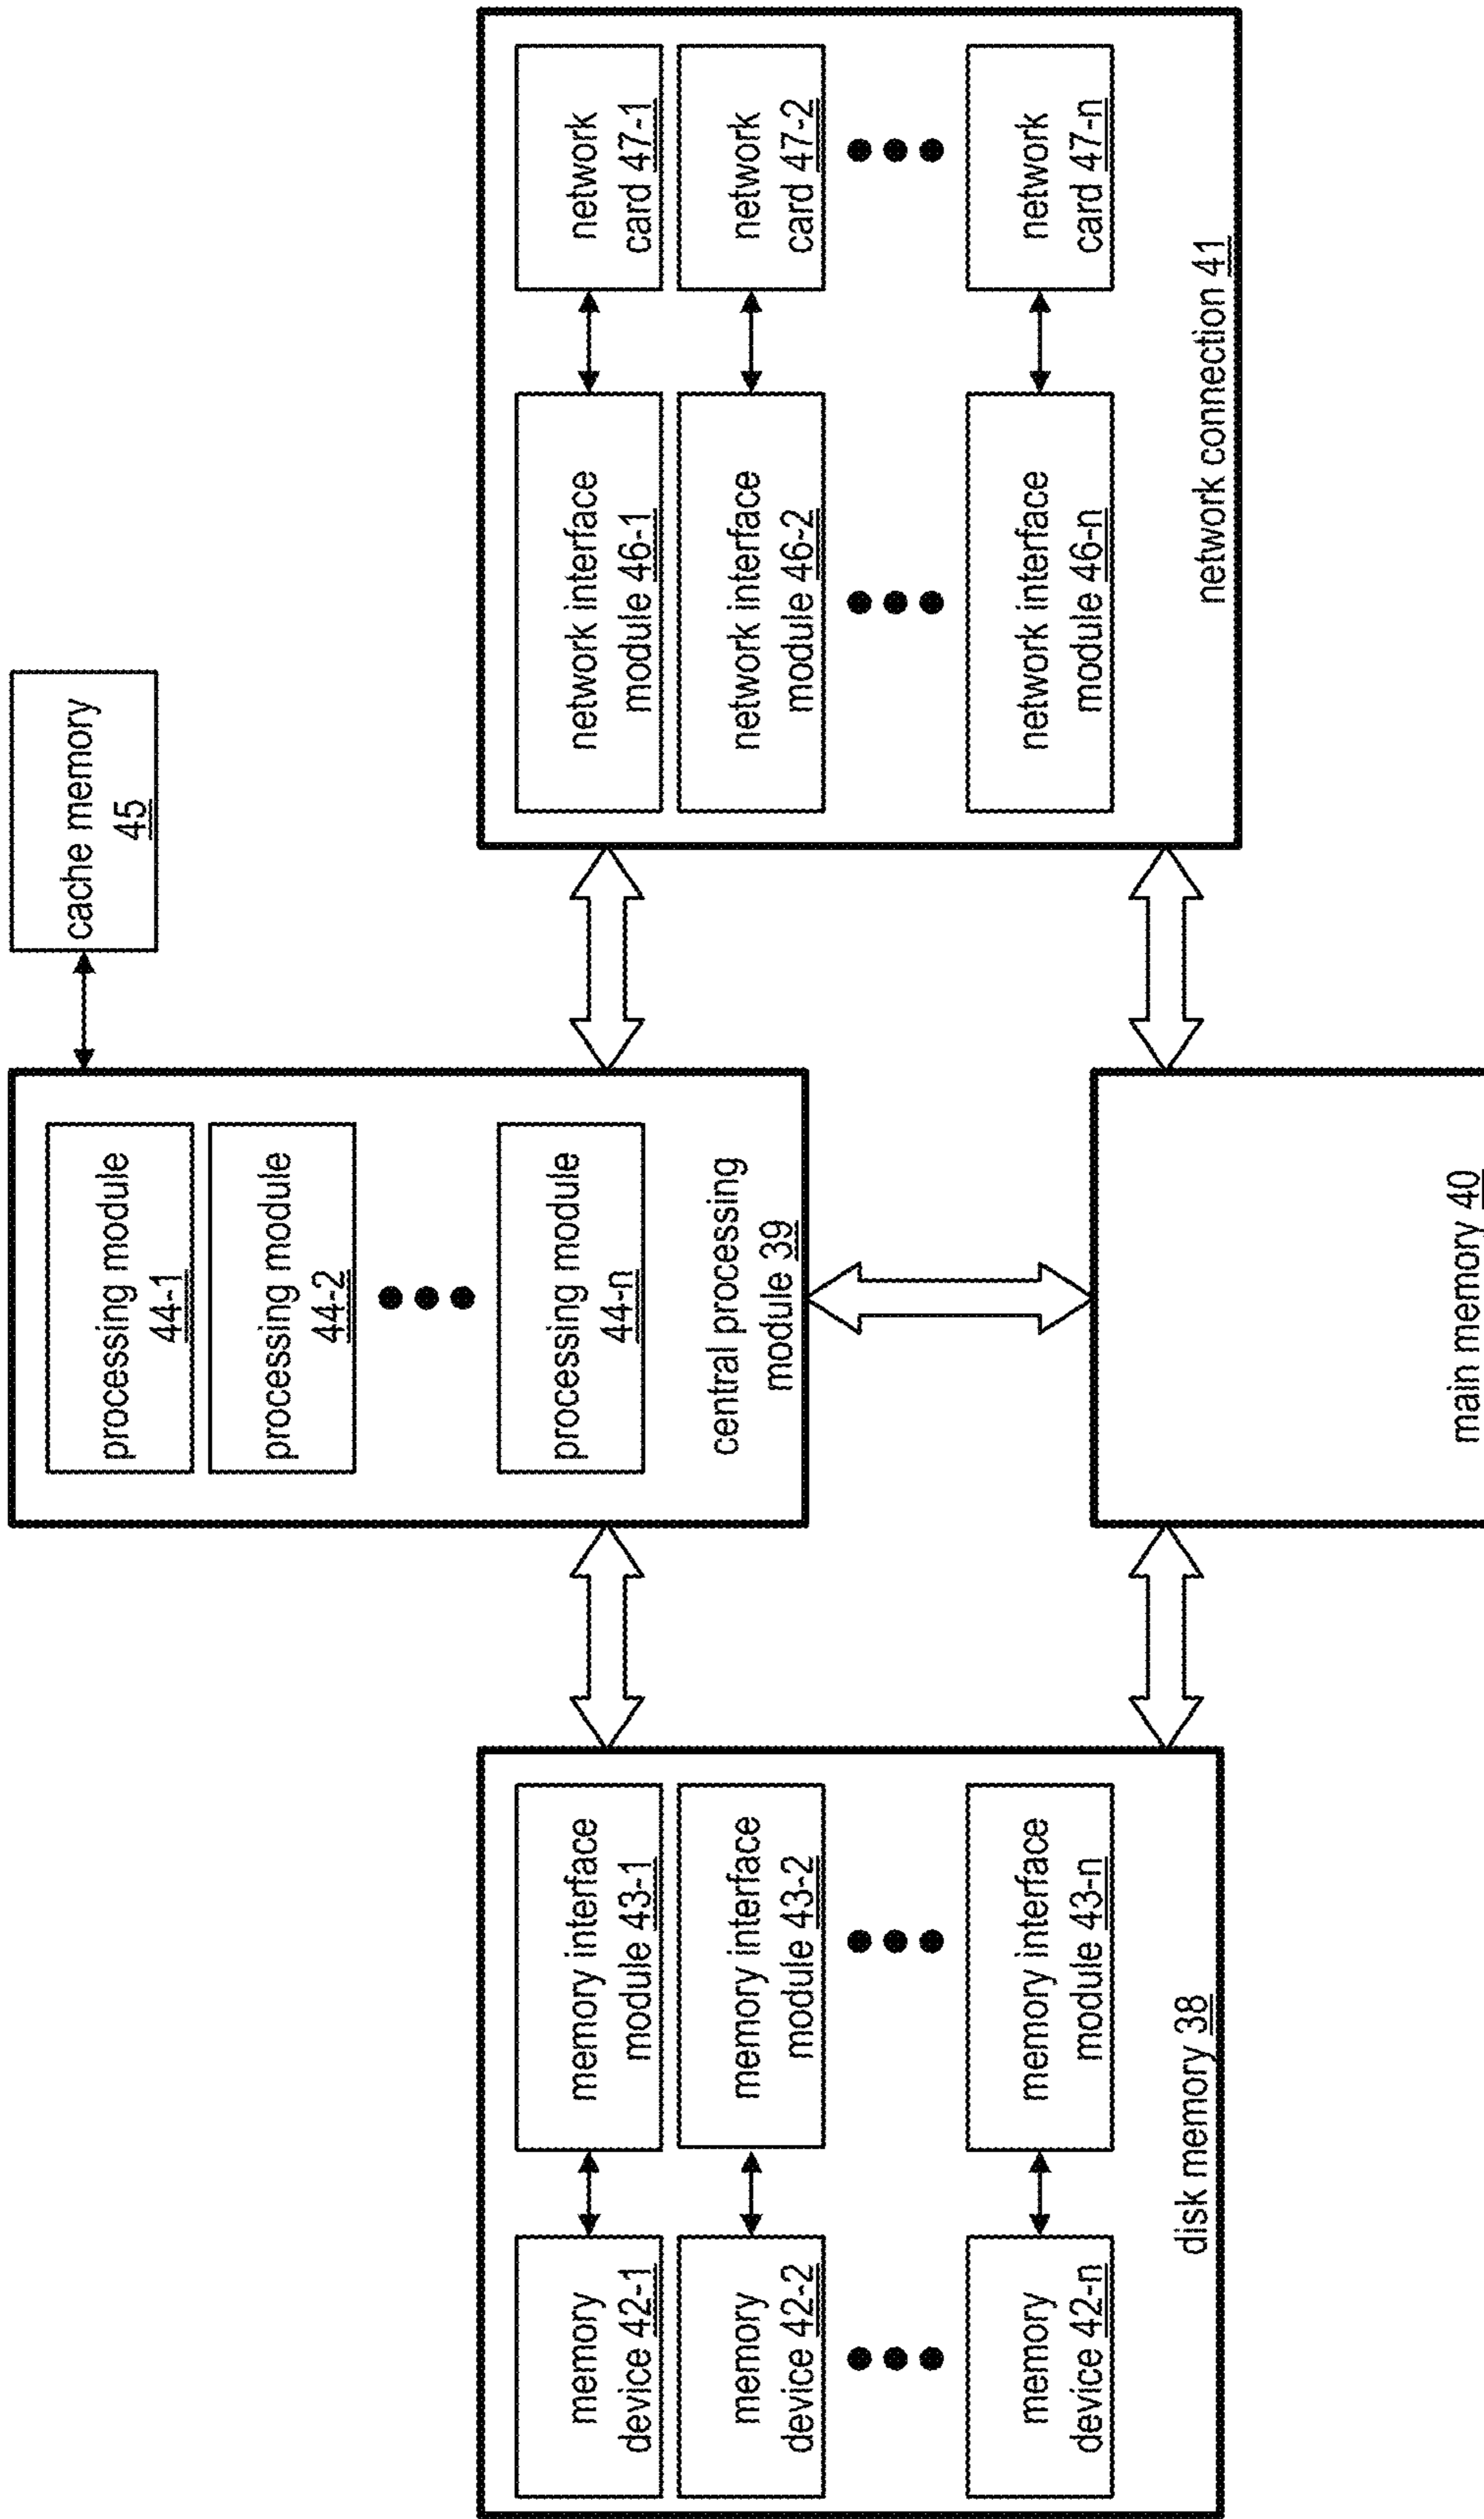 processing module
44-1
processing module
44-2
processing module
44-n
central processing
module 39
cache memory
45
memory
device 42-1
memory interface
module 43-1
memory
device 42-2
memory interface
module 43-2
memory
device 42-n
memory interface
module 43-n
disk memory 38
network interface
module 46-1
network
card 47-1
network interface
module 46-2
network
card 47-2
network interface
module 46-n
network
card 47-n
network connection 41
main memory 40